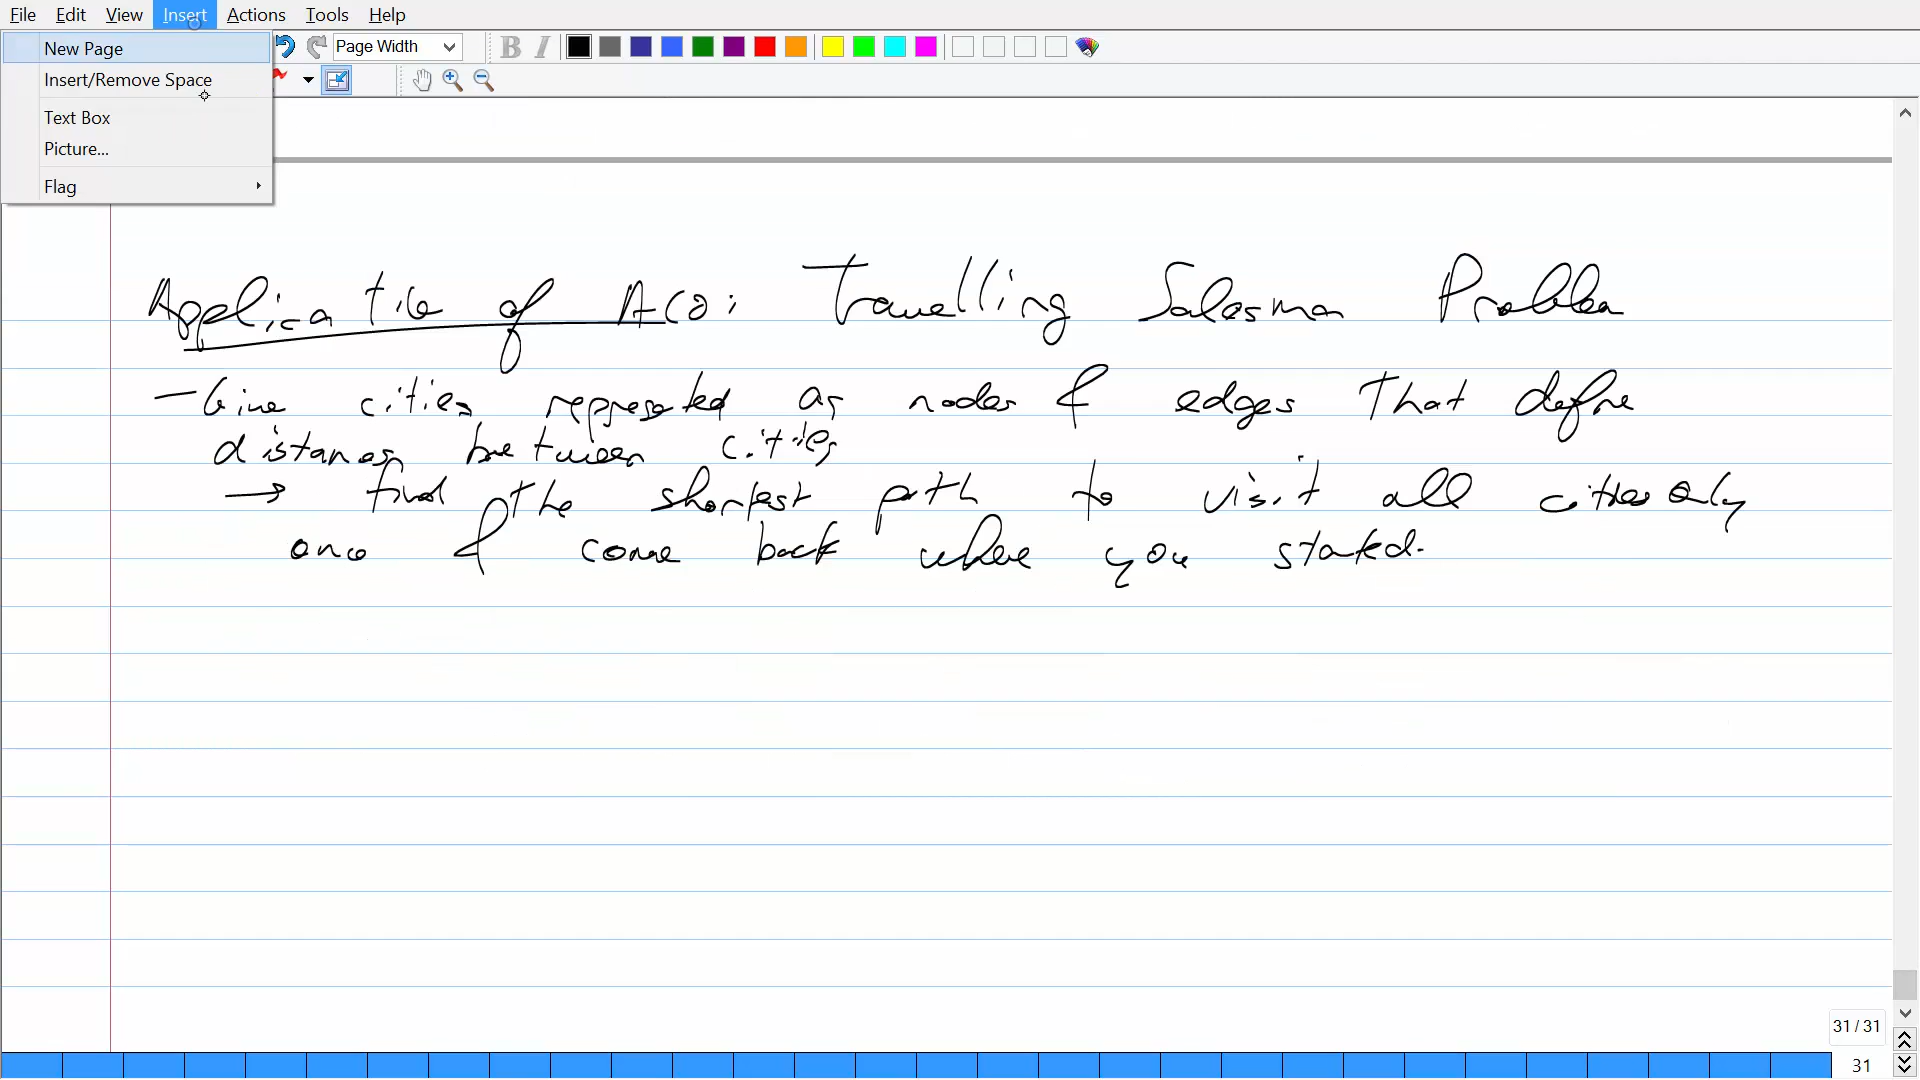 File Edit View Insert Actions Tools Help
New Page
Page Width
B I
Insert/Remove Space
Text Box
Picture...
Flag
Application of ACO: Travelling Salesman Problem
- Given cities represented as nodes & edges that define
distances between cities
→ find the shortest path to visit all cities only
once & come back where you started.
31 / 31
31